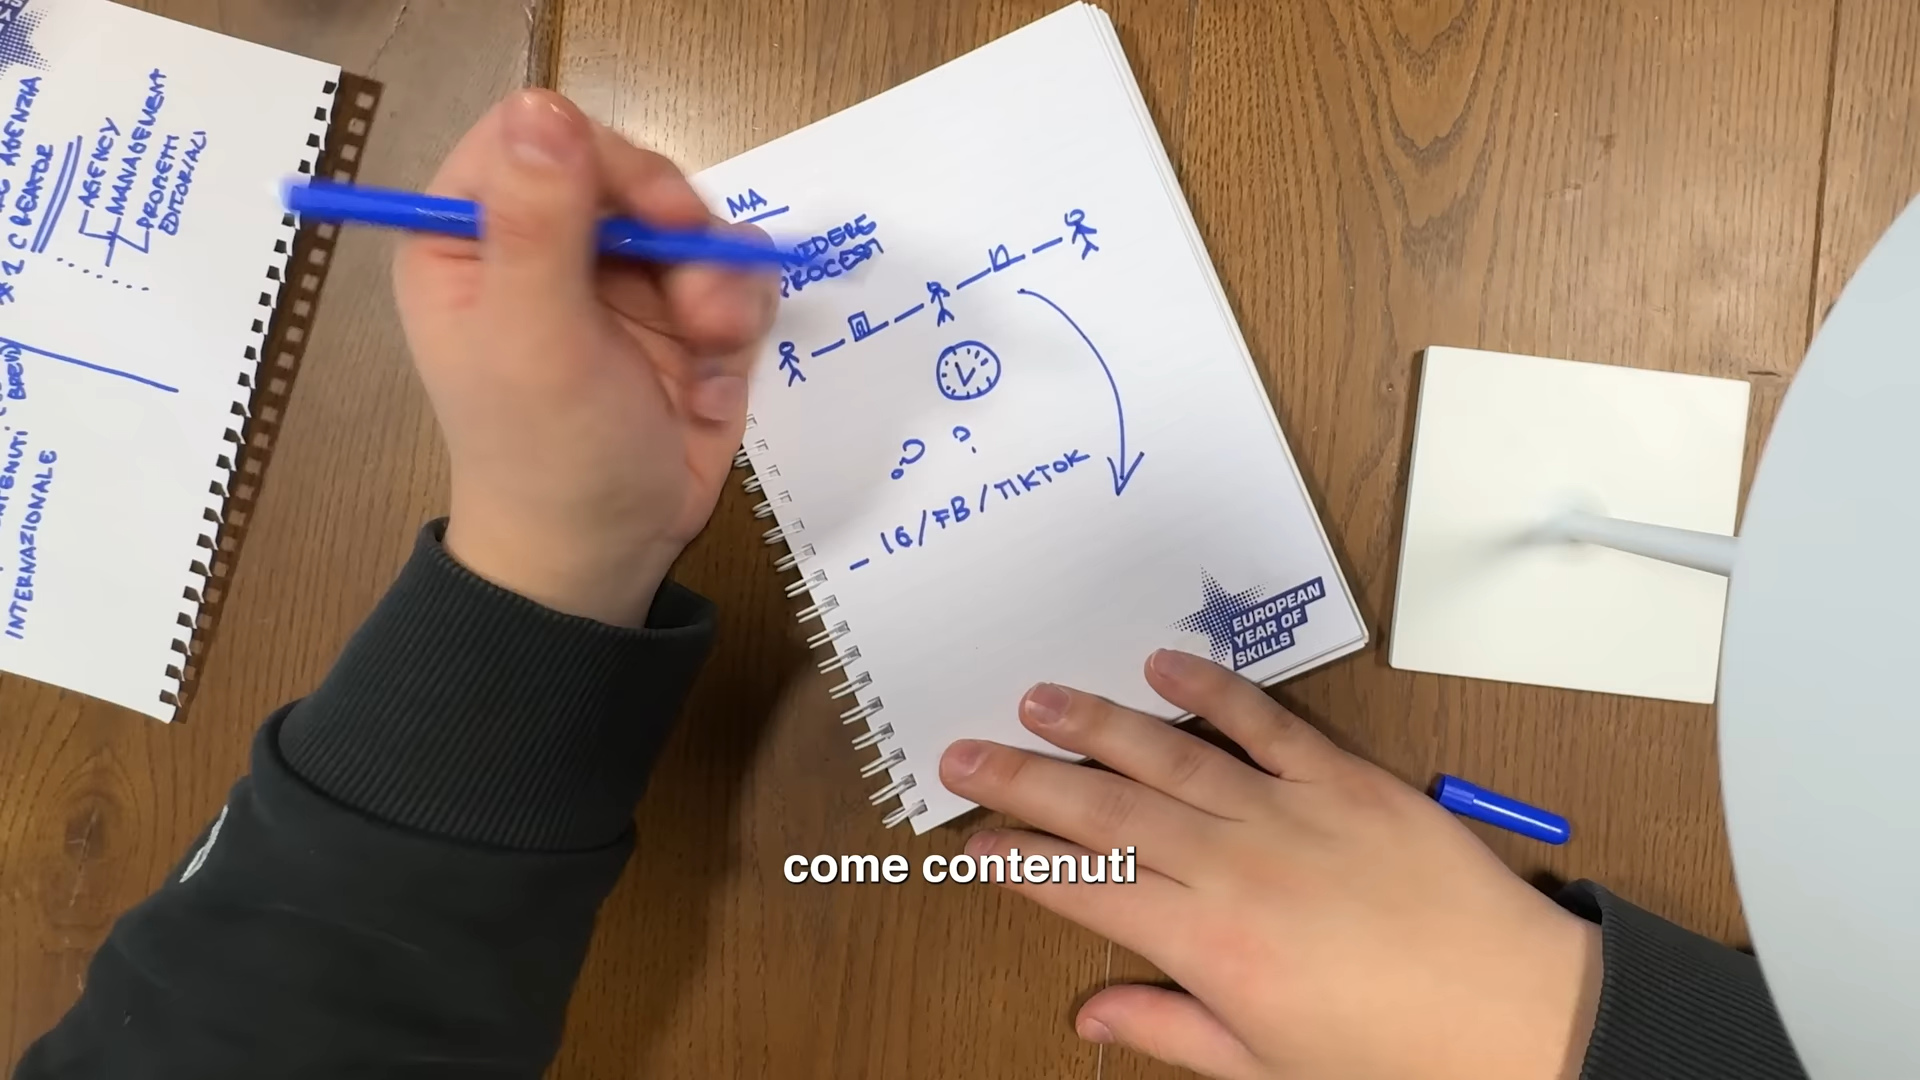 AGENZIA
* 2 CREATOR
AGENCY
MANAGEMENT
PROGETTI
EDITORIALI
BREVI
INTERNAZIONALE
MA
PROCESSI
- IG/FB/TIKTOK
EUROPEAN
YEAR OF
SKILLS
come contenuti